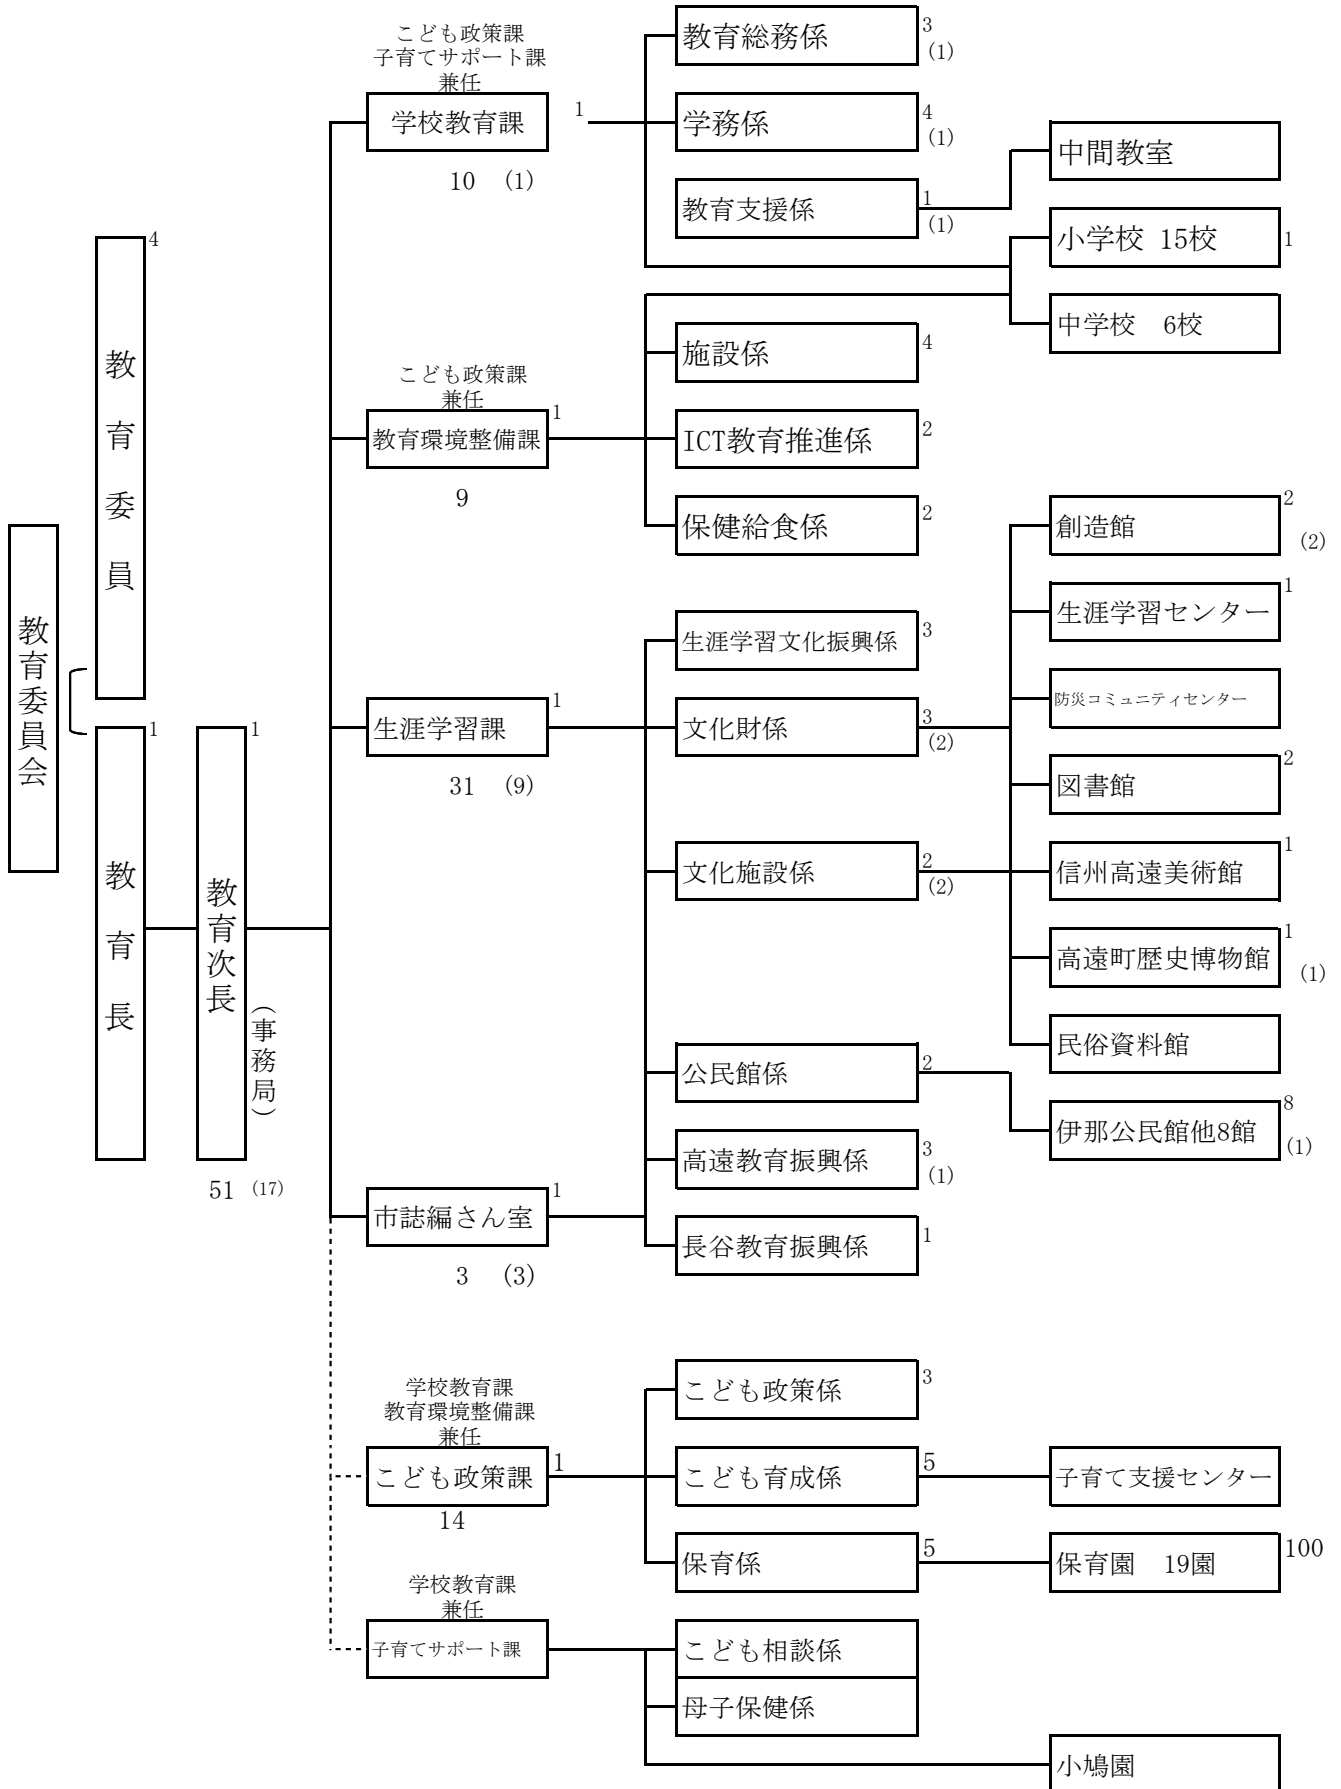 教育委員会
教育委員
4
教育長
1
教育次長
1
(事務局)
51 (17)
こども政策課
子育てサポート課
兼任
学校教育課
1
10 (1)
教育総務係
3
(1)
学務係
4
(1)
教育支援係
1
(1)
中間教室
小学校 15校
1
中学校 6校
こども政策課
兼任
教育環境整備課
1
9
施設係
4
ICT教育推進係
2
保健給食係
2
生涯学習課
1
31 (9)
生涯学習文化振興係
3
文化財係
3
(2)
文化施設係
2
(2)
創造館
2
(2)
生涯学習センター
1
防災コミュニティセンター
図書館
2
信州高遠美術館
1
高遠町歴史博物館
1
(1)
民俗資料館
公民館係
2
伊那公民館他8館
8
(1)
高遠教育振興係
3
(1)
長谷教育振興係
1
市誌編さん室
1
3 (3)
学校教育課
教育環境整備課
兼任
こども政策課
1
14
こども政策係
3
こども育成係
5
子育て支援センター
保育係
5
保育園 19園
100
学校教育課
兼任
子育てサポート課
こども相談係
母子保健係
小鳩園